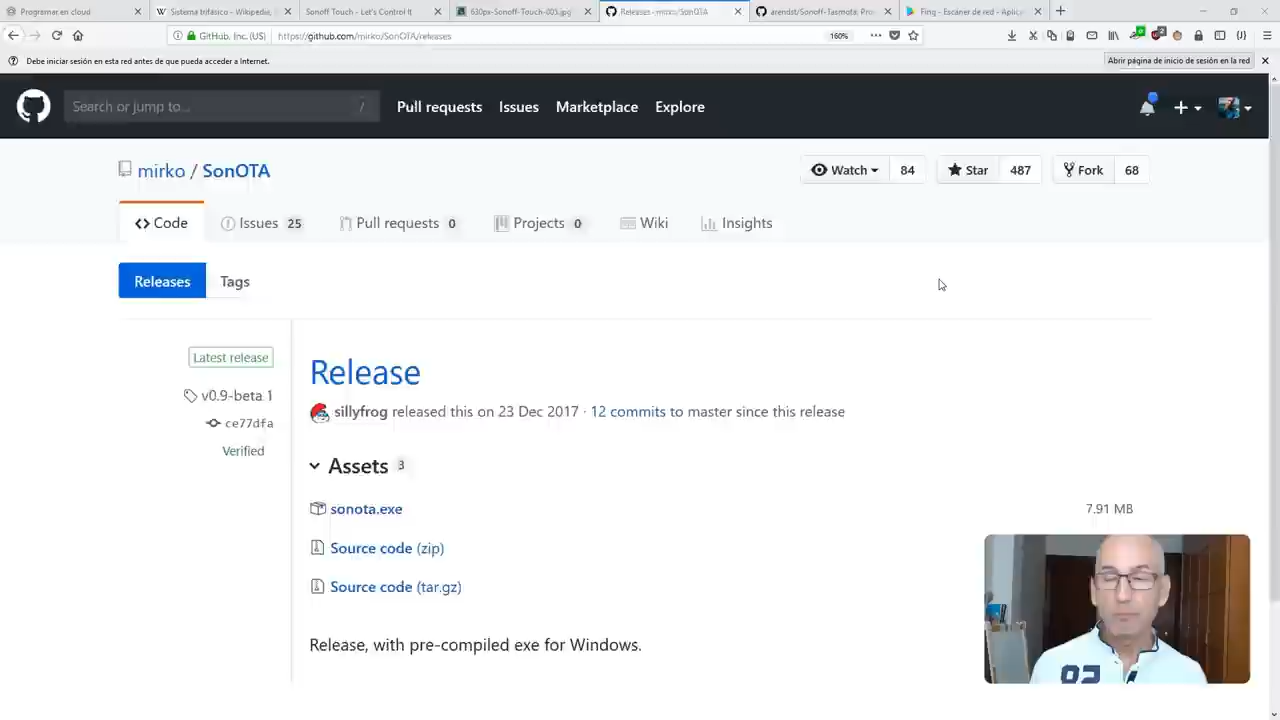 Programar en cloud
Sistema trifásico - Wikipedia,
Sonoff Touch - Let's Control It
630px-Sonoff-Touch-005.jpg
Releases · mirko/SonOTA
arendst/Sonoff-Tasmota: Pro
Fing - Escáner de red - Aplica
GitHub, Inc. (US)
https://github.com/mirko/SonOTA/releases
160%
Debe iniciar sesión en esta red antes de que pueda acceder a Internet.
Abrir página de inicio de sesión en la red
Search or jump to...
/
Pull requests
Issues
Marketplace
Explore
mirko / SonOTA
Watch 84
Star 487
Fork 68
Code
Issues 25
Pull requests 0
Projects 0
Wiki
Insights
Releases
Tags
Latest release
v0.9-beta.1
ce77dfa
Verified
Release
sillyfrog released this on 23 Dec 2017 · 12 commits to master since this release
Assets 3
sonota.exe 7.91 MB
Source code (zip)
Source code (tar.gz)
Release, with pre-compiled exe for Windows.